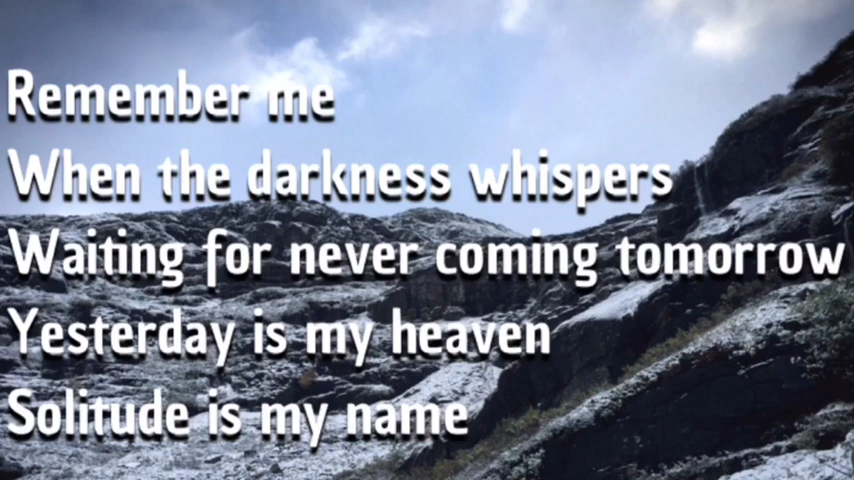 Remember me
When the darkness whispers
Waiting for never coming tomorrow
Yesterday is my heaven
Solitude is my name